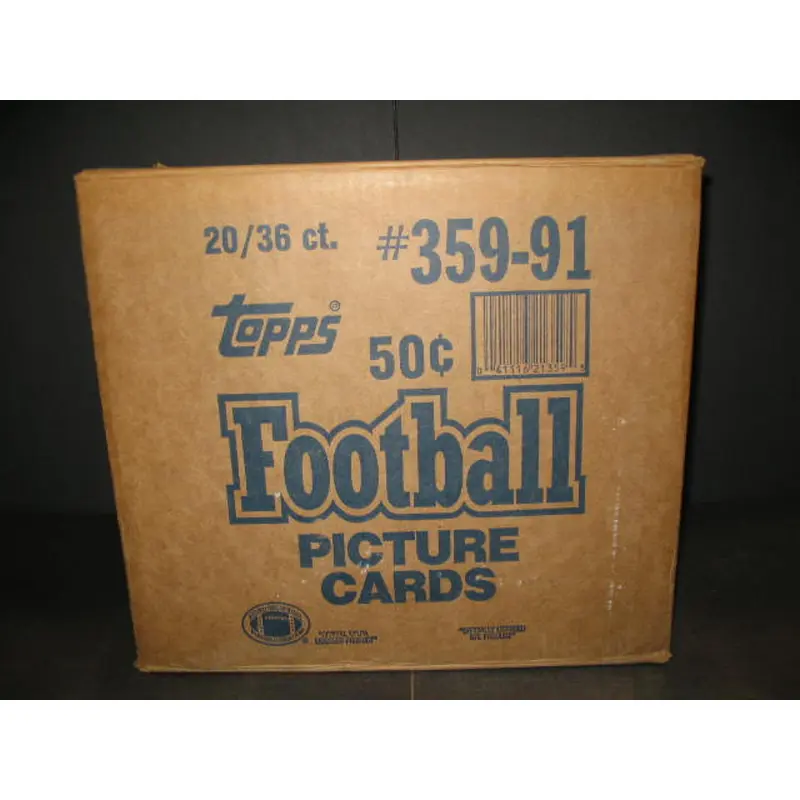 20/36 ct. #359-91
topps®
50¢
Football
PICTURE
CARDS